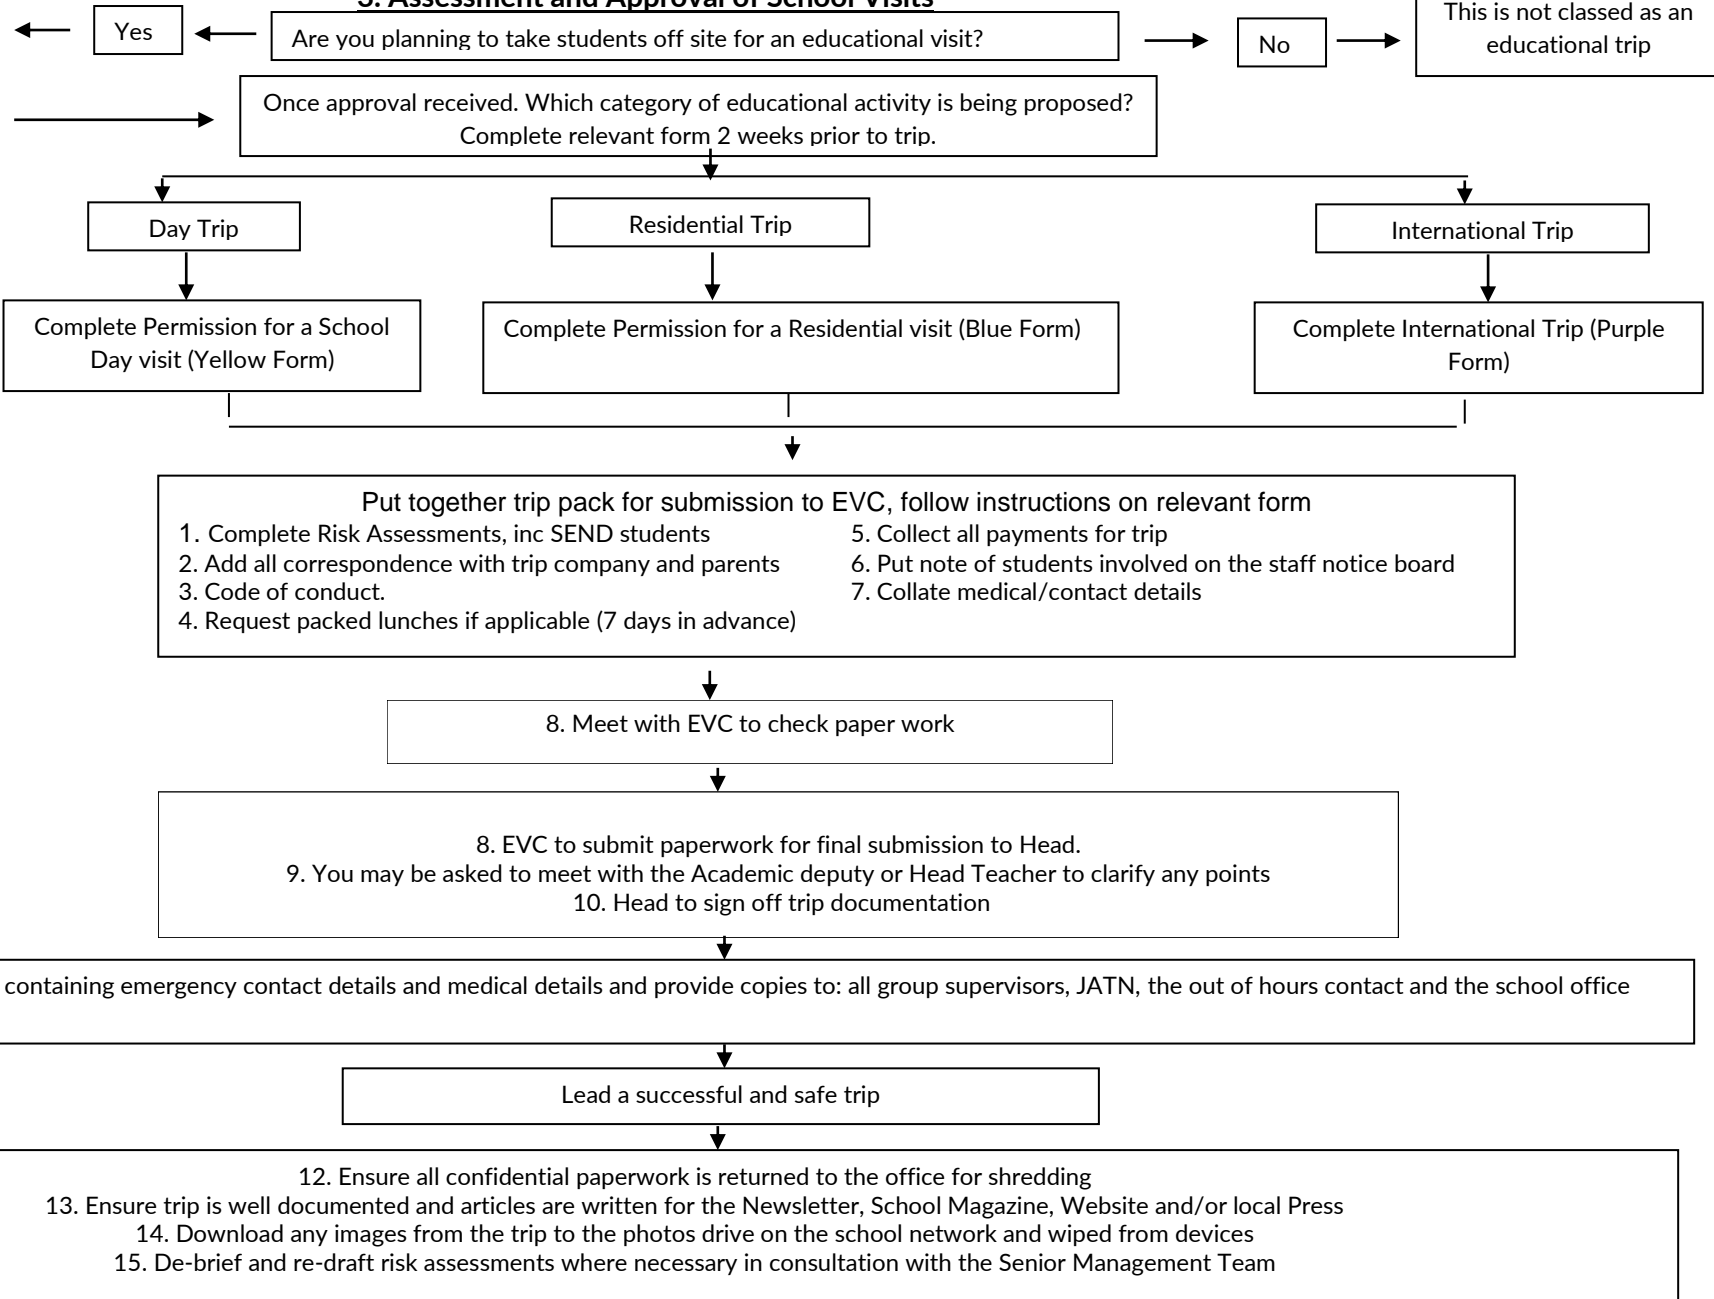 3. Assessment and Approval of School Visits
This is not classed as an
educational trip
Yes
Are you planning to take students off site for an educational visit?
No
Once approval received. Which category of educational activity is being proposed?
Complete relevant form 2 weeks prior to trip.
Day Trip
Residential Trip
International Trip
Complete Permission for a School
Day visit (Yellow Form)
Complete Permission for a Residential visit (Blue Form)
Complete International Trip (Purple
Form)
Put together trip pack for submission to EVC, follow instructions on relevant form
1. Complete Risk Assessments, inc SEND students
2. Add all correspondence with trip company and parents
3. Code of conduct.
4. Request packed lunches if applicable (7 days in advance)
5. Collect all payments for trip
6. Put note of students involved on the staff notice board
7. Collate medical/contact details
8. Meet with EVC to check paper work
8. EVC to submit paperwork for final submission to Head.
9. You may be asked to meet with the Academic deputy or Head Teacher to clarify any points
10. Head to sign off trip documentation
containing emergency contact details and medical details and provide copies to: all group supervisors, JATN, the out of hours contact and the school office
Lead a successful and safe trip
12. Ensure all confidential paperwork is returned to the office for shredding
13. Ensure trip is well documented and articles are written for the Newsletter, School Magazine, Website and/or local Press
14. Download any images from the trip to the photos drive on the school network and wiped from devices
15. De-brief and re-draft risk assessments where necessary in consultation with the Senior Management Team